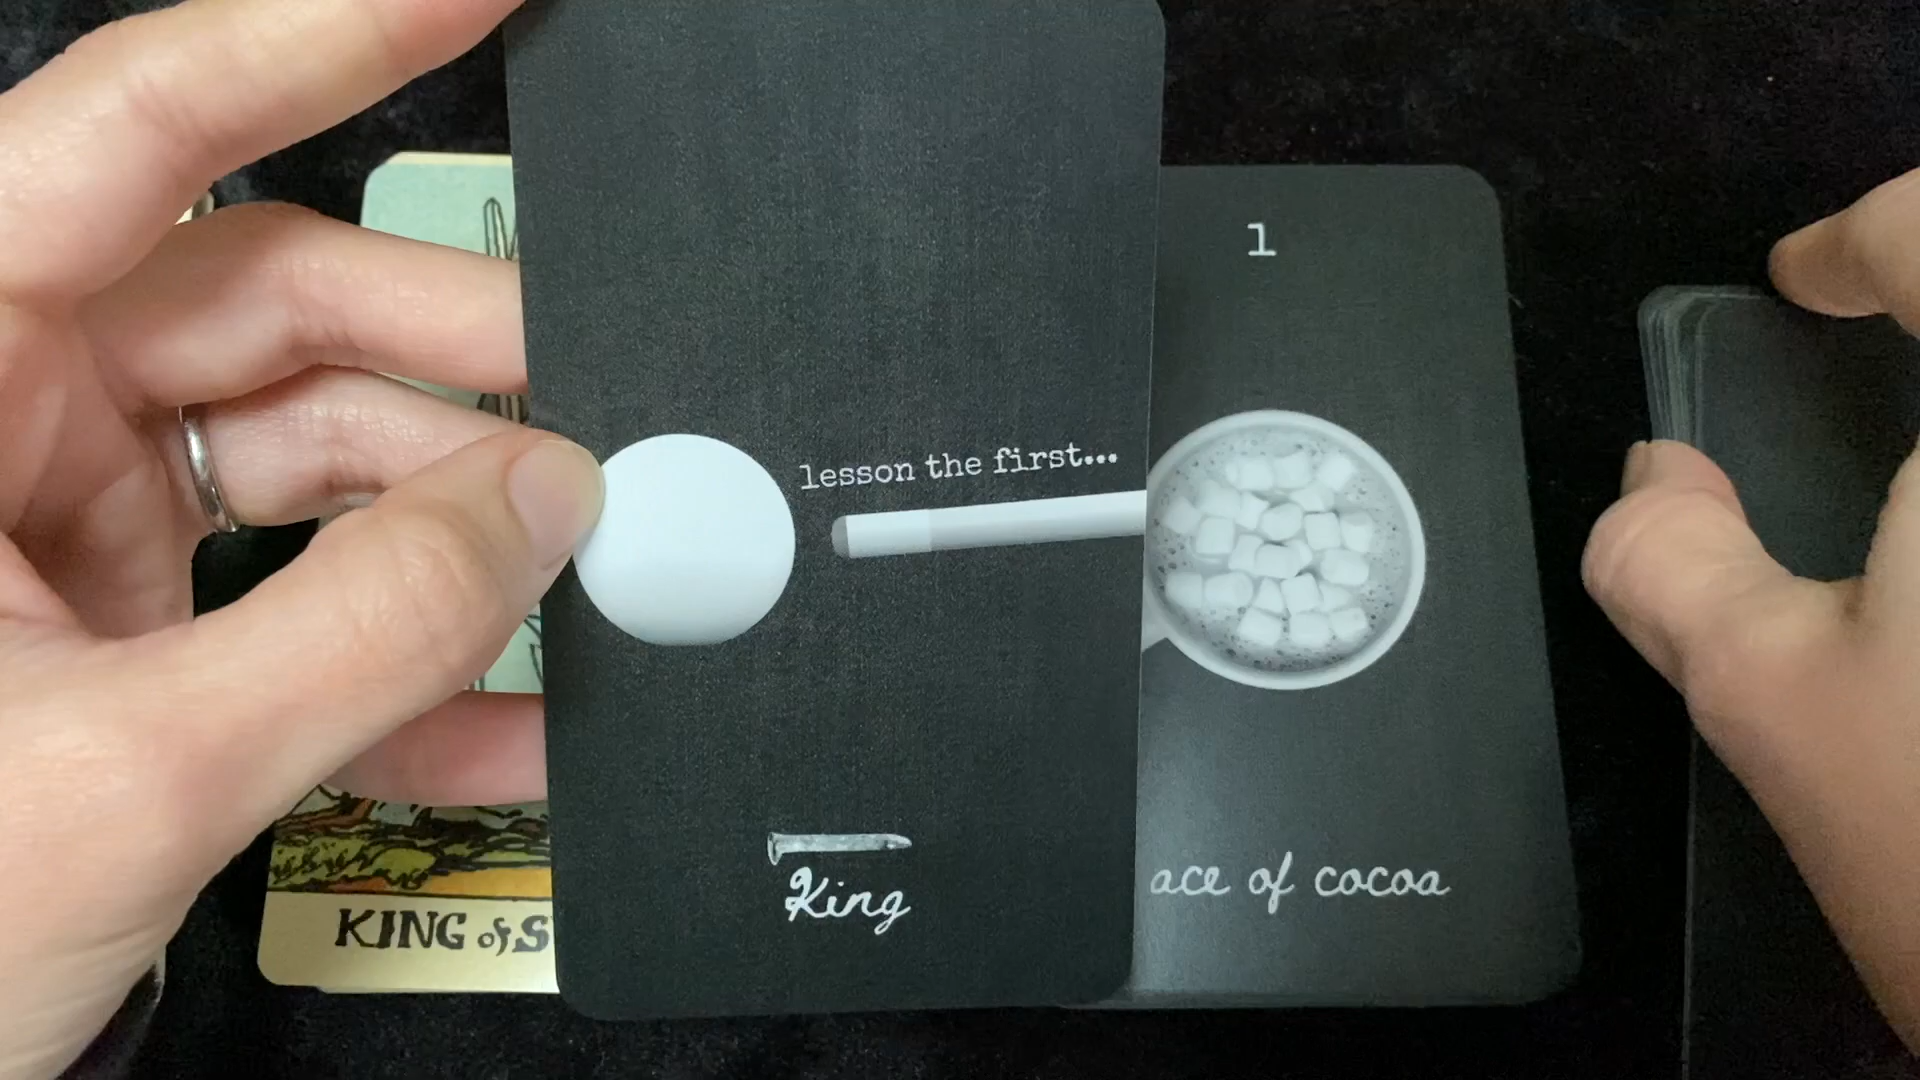 1
lesson the first...
ace of cocoa
King
KING of S